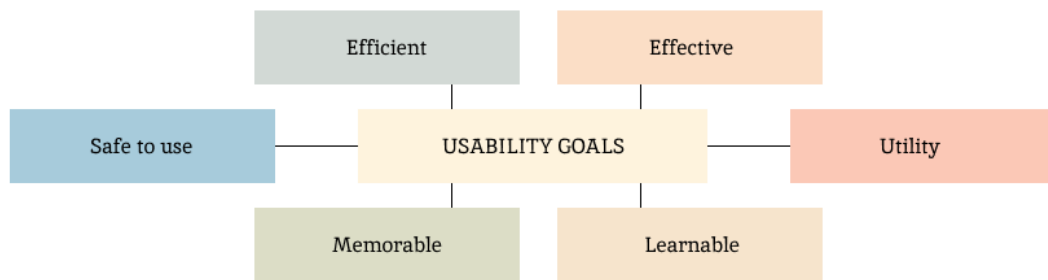 Efficient
Effective
Safe to use
USABILITY GOALS
Utility
Memorable
Learnable